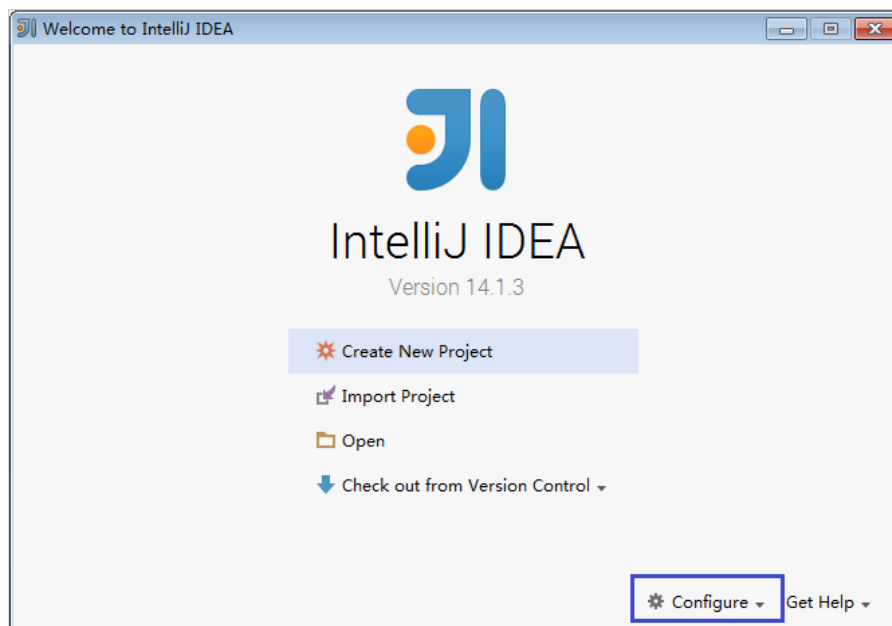 Welcome to IntelliJ IDEA
IntelliJ IDEA
Version 14.1.3
Create New Project
Import Project
Open
Check out from Version Control
Configure Get Help